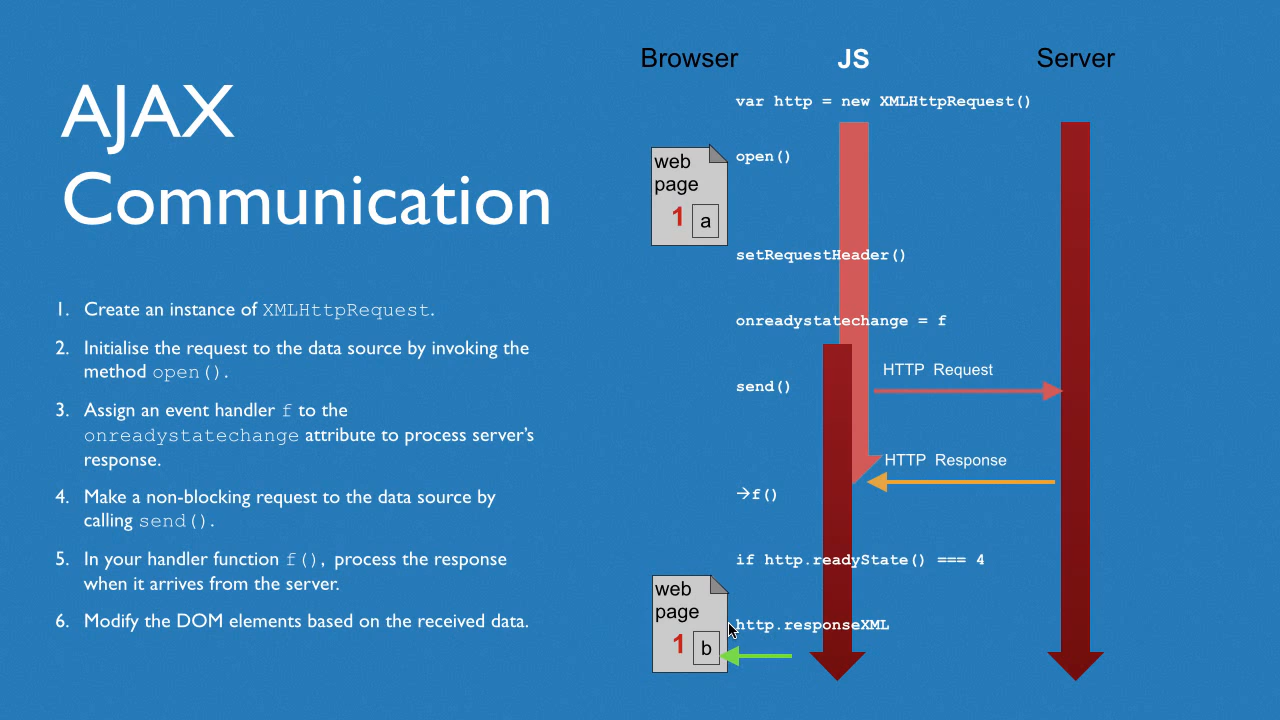 AJAX
Communication
1. Create an instance of XMLHttpRequest.
2. Initialise the request to the data source by invoking the
method open().
3. Assign an event handler f to the
onreadystatechange attribute to process server’s
response.
4. Make a non-blocking request to the data source by
calling send().
5. In your handler function f(), process the response
when it arrives from the server.
6. Modify the DOM elements based on the received data.
Browser JS Server
var http = new XMLHttpRequest()
open()
web
page
1 a
setRequestHeader()
onreadystatechange = f
HTTP Request
send()
HTTP Response
→f()
if http.readyState() === 4
web
page
1 b
http.responseXML